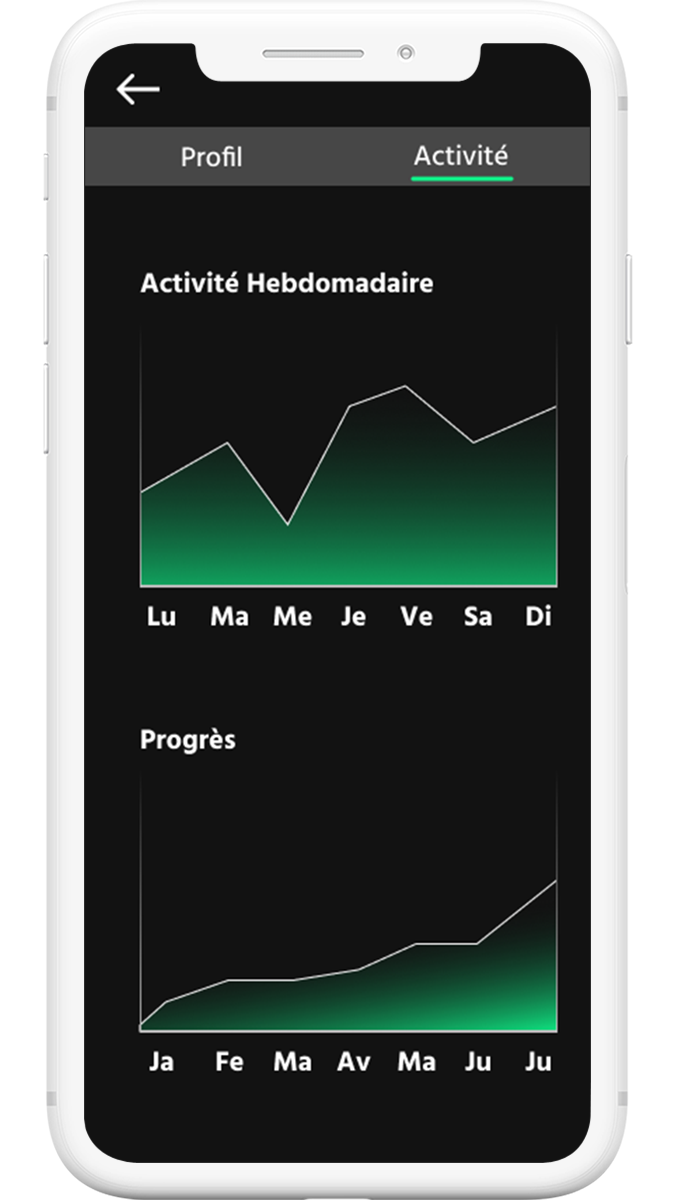 Profil Activité
Activité Hebdomadaire
Lu Ma Me Je Ve Sa Di
Progrès
Ja Fe Ma Av Ma Ju Ju